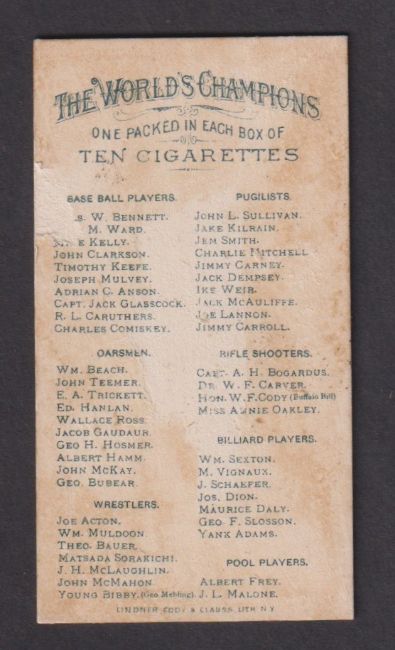 THE WORLD'S CHAMPIONS
ONE PACKED IN EACH BOX OF
TEN CIGARETTES
BASE BALL PLAYERS.
S. W. BENNETT.
M. WARD.
KELLY.
JOHN CLARKSON.
TIMOTHY KEEFE.
JOSEPH MULVEY.
ADRIAN C. ANSON.
CAPT. JACK GLASSCOCK.
R. L. CARUTHERS.
CHARLES COMISKEY.
OARSMEN.
WM. BEACH.
JOHN TEEMER.
E. A. TRICKETT.
ED. HANLAN.
WALLACE ROSS.
JACOB GAUDAUR.
GEO H. HOSMER.
ALBERT HAMM.
JOHN MCKAY.
GEO. BUBEAR.
WRESTLERS.
JOE ACTON.
WM. MULDOON.
THEO. BAUER.
MATSADA SORAKICHI.
J. H. MCLAUGHLIN.
JOHN MCMAHON.
YOUNG BIBBY. (Geo Mehling).
PUGILISTS.
JOHN L. SULLIVAN.
JAKE KILRAIN.
JEM SMITH.
CHARLIE MITCHELL.
JIMMY CARNEY.
JACK DEMPSEY.
IKE WEIR.
JACK MCAULIFFE.
JOE LANNON.
JIMMY CARROLL.
RIFLE SHOOTERS.
CAPT. A. H. BOGARDUS.
DR. W. F. CARVER.
HON. W. F. CODY (Buffalo Bill)
MISS ANNIE OAKLEY.
BILLIARD PLAYERS.
WM. SEXTON.
M. VIGNAUX.
J. SCHAEFER.
JOS. DION.
MAURICE DALY.
GEO. F. SLOSSON.
YANK ADAMS.
POOL PLAYERS.
ALBERT FREY.
J. L. MALONE.
LINDNER, EDDY & CLAUSS, LITH. N.Y.